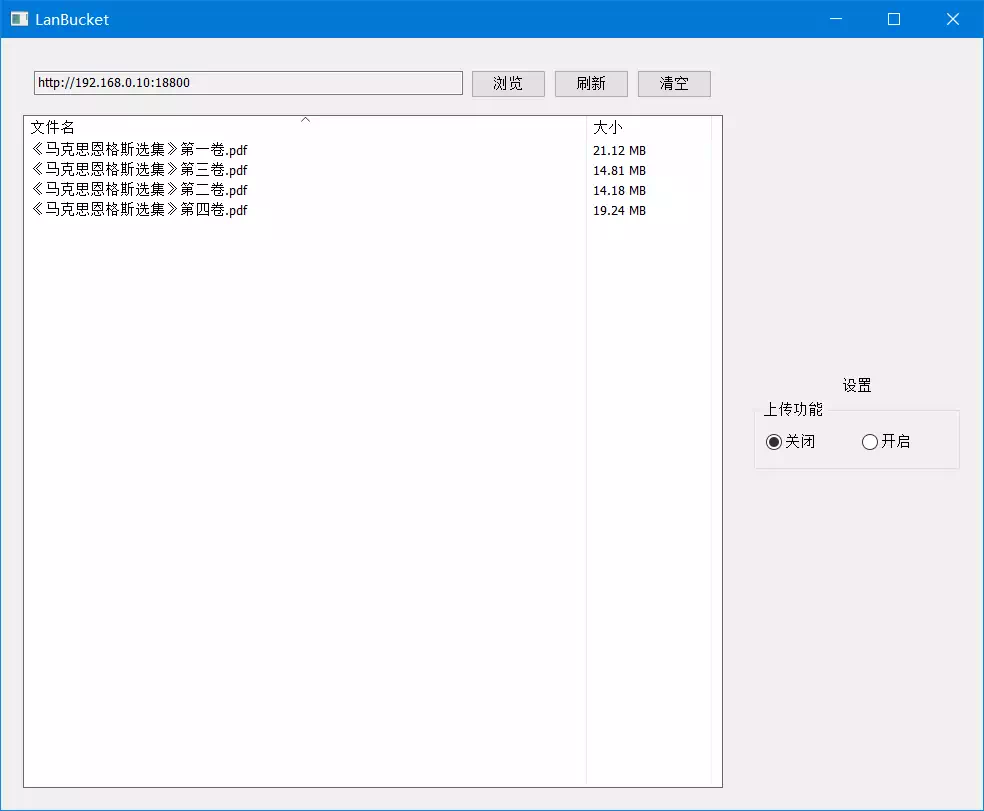 LanBucket
http://192.168.0.10:18800 浏览 刷新 清空
文件名 大小
《马克思恩格斯选集》第一卷.pdf 21.12 MB
《马克思恩格斯选集》第三卷.pdf 14.81 MB
《马克思恩格斯选集》第二卷.pdf 14.18 MB
《马克思恩格斯选集》第四卷.pdf 19.24 MB
设置
上传功能
关闭 开启